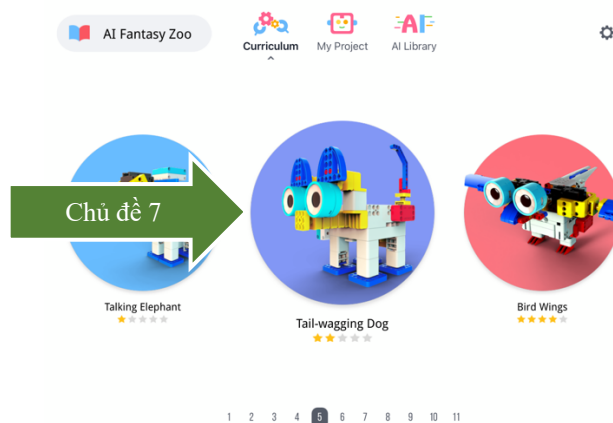 AI Fantasy Zoo
Curriculum
My Project
AI
AI Library
Chủ đề 7
Talking Elephant
Tail-wagging Dog
Bird Wings
1 2 3 4 5 6 7 8 9 10 11